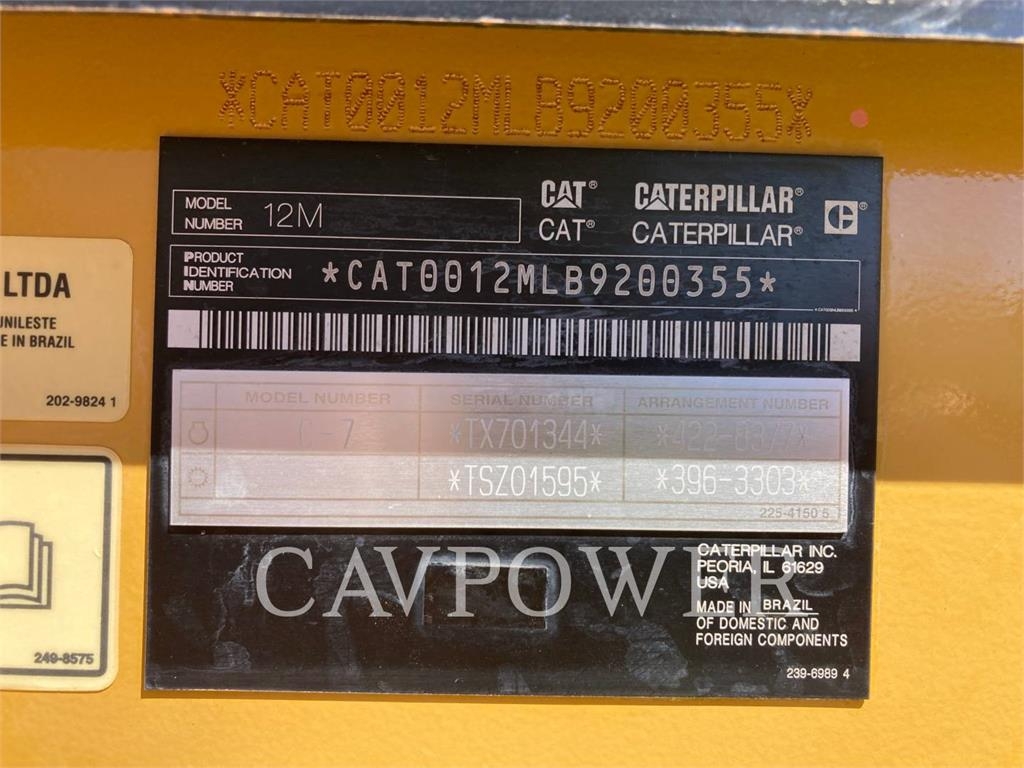 *CAT0012MLB9200355*
MODEL NUMBER 12M
CAT® CATERPILLAR®
CAT® CATERPILLAR®
PRODUCT IDENTIFICATION NUMBER *CAT0012MLB9200355*
MODEL NUMBER SERIAL NUMBER ARRANGEMENT NUMBER
C-7 *TX701344*
*TSZ01595* *396-3303*
225-4150 5
CAVPOWER
CATERPILLAR INC.
PEORIA, IL 61629
USA
MADE IN BRAZIL
OF DOMESTIC AND
FOREIGN COMPONENTS
239-6989 4
LTDA
UNILESTE
E IN BRAZIL
202-9824 1
249-8575